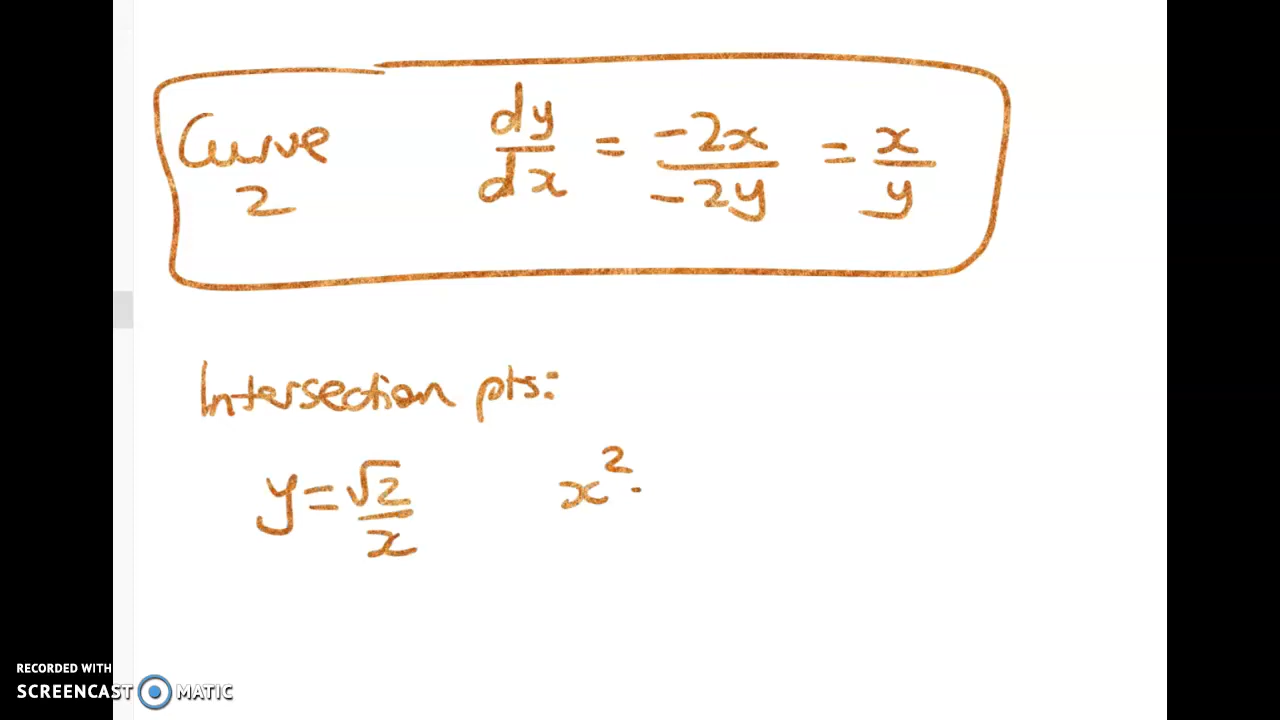 Curve 2 dy/dx = -2x/-2y = x/y
Intersection pts:
y = √2/x x²
RECORDED WITH
SCREENCAST MATIC